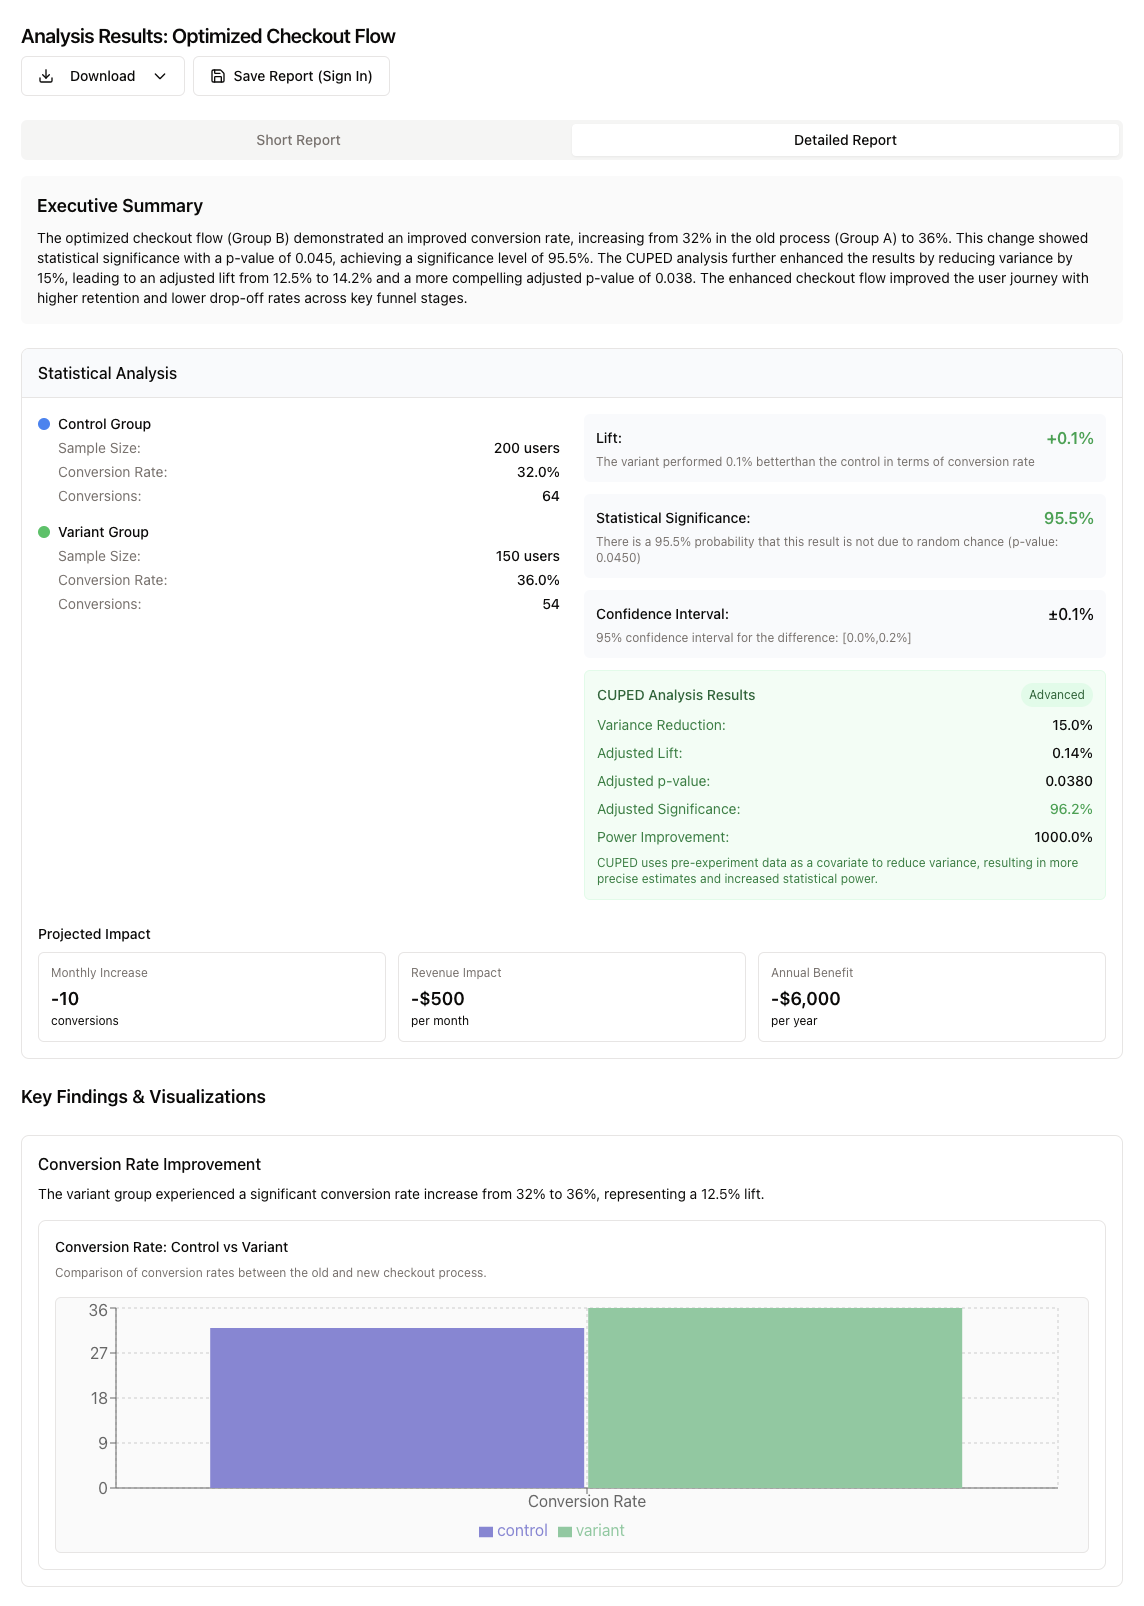 Analysis Results: Optimized Checkout Flow
Download
Save Report (Sign In)
Short Report
Detailed Report
Executive Summary
The optimized checkout flow (Group B) demonstrated an improved conversion rate, increasing from 32% in the old process (Group A) to 36%. This change showed
statistical significance with a p-value of 0.045, achieving a significance level of 95.5%. The CUPED analysis further enhanced the results by reducing variance by
15%, leading to an adjusted lift from 12.5% to 14.2% and a more compelling adjusted p-value of 0.038. The enhanced checkout flow improved the user journey with
higher retention and lower drop-off rates across key funnel stages.
Statistical Analysis
Control Group
Sample Size: 200 users
Conversion Rate: 32.0%
Conversions: 64
Variant Group
Sample Size: 150 users
Conversion Rate: 36.0%
Conversions: 54
Lift: +0.1%
The variant performed 0.1% betterthan the control in terms of conversion rate
Statistical Significance: 95.5%
There is a 95.5% probability that this result is not due to random chance (p-value:
0.0450)
Confidence Interval: ±0.1%
95% confidence interval for the difference: [0.0%,0.2%]
CUPED Analysis Results Advanced
Variance Reduction: 15.0%
Adjusted Lift: 0.14%
Adjusted p-value: 0.0380
Adjusted Significance: 96.2%
Power Improvement: 1000.0%
CUPED uses pre-experiment data as a covariate to reduce variance, resulting in more
precise estimates and increased statistical power.
Projected Impact
Monthly Increase
-10
conversions
Revenue Impact
-$500
per month
Annual Benefit
-$6,000
per year
Key Findings & Visualizations
Conversion Rate Improvement
The variant group experienced a significant conversion rate increase from 32% to 36%, representing a 12.5% lift.
Conversion Rate: Control vs Variant
Comparison of conversion rates between the old and new checkout process.
36
27
18
9
0
Conversion Rate
control variant